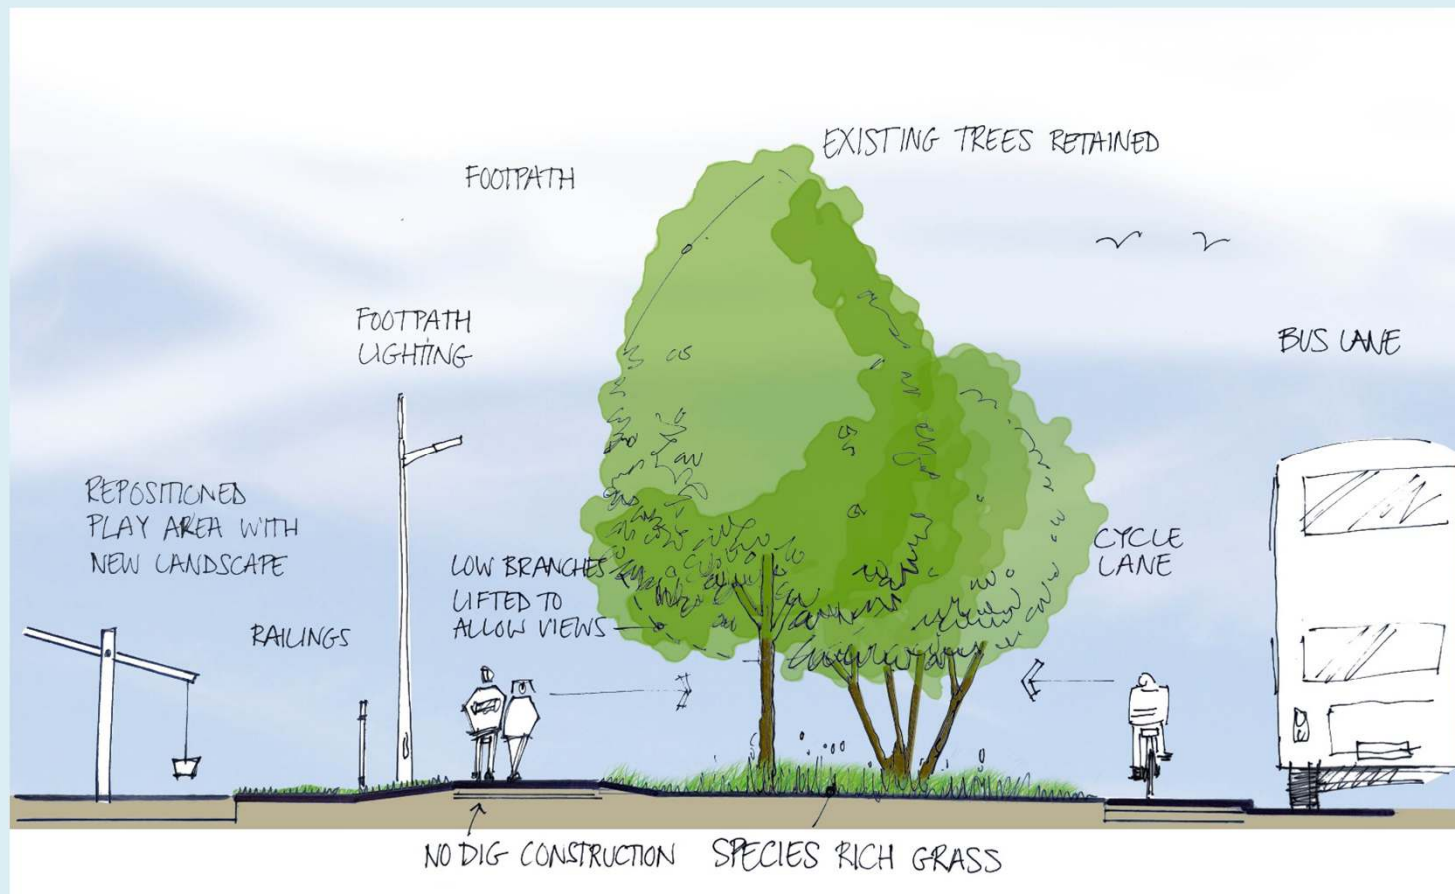 EXISTING TREES RETAINED
FOOTPATH
FOOTPATH
LIGHTING
BUS LANE
REPOSITIONED
PLAY AREA WITH
NEW LANDSCAPE
CYCLE
LANE
LOW BRANCHES
LIFTED TO
ALLOW VIEWS
RAILINGS
NO DIG CONSTRUCTION
SPECIES RICH GRASS